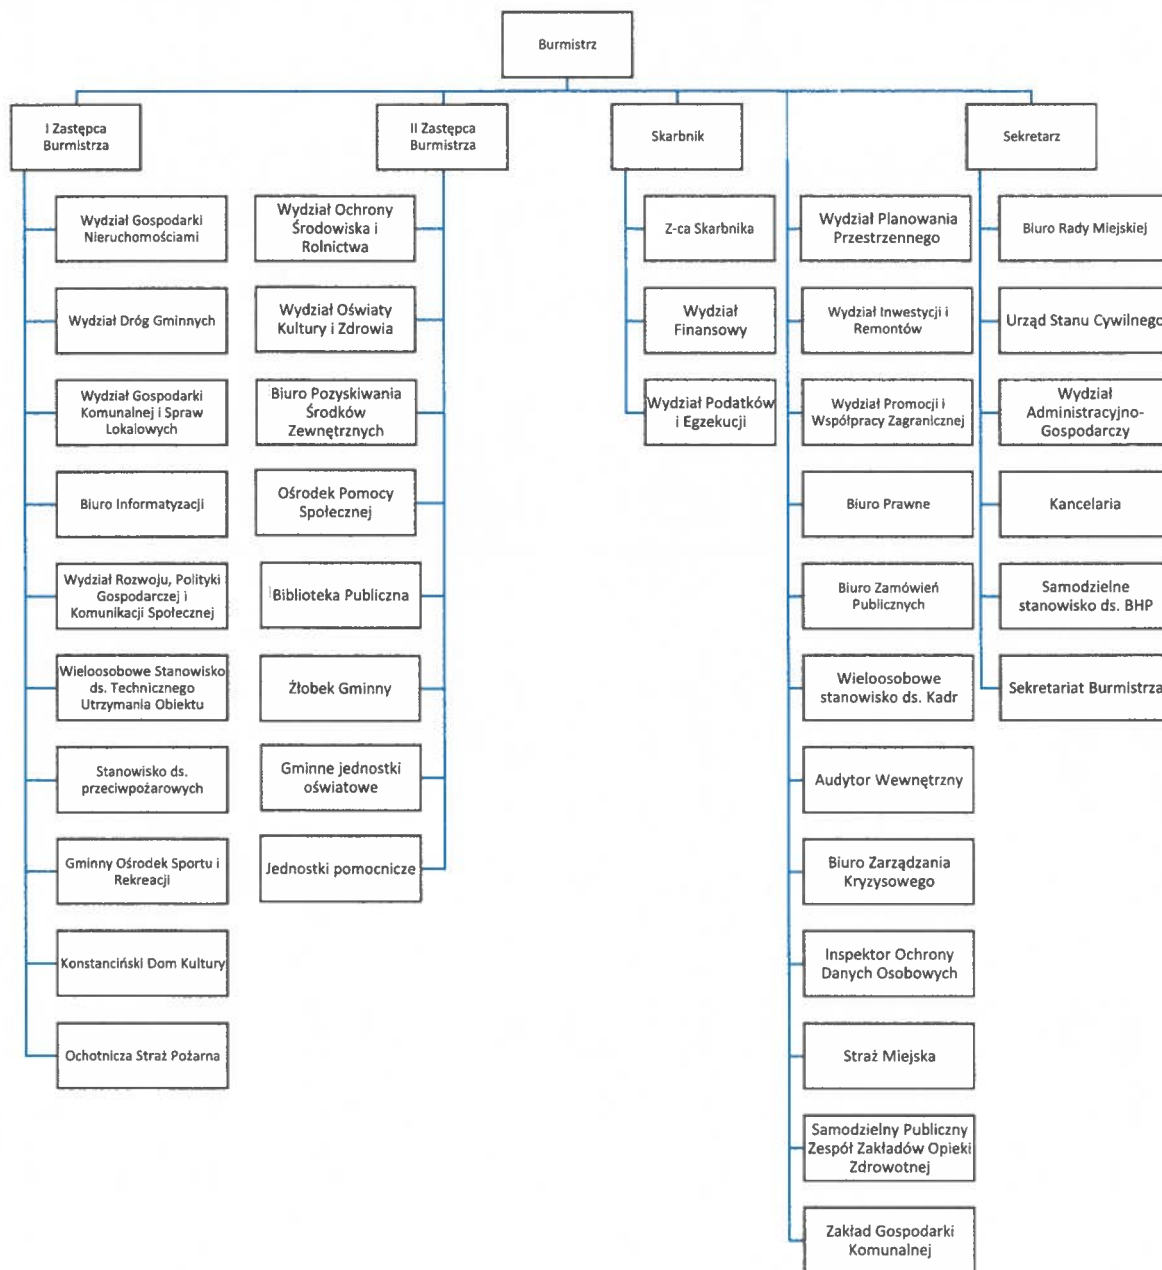 Burmistrz
I Zastępca
Burmistrza
II Zastępca
Burmistrza
Skarbnik
Sekretarz
Wydział Gospodarki
Nieruchomościami
Wydział Dróg Gminnych
Wydział Gospodarki
Komunalnej i Spraw
Lokalowych
Biuro Informatyzacji
Wydział Rozwoju, Polityki
Gospodarczej i
Komunikacji Społecznej
Wieloosobowe Stanowisko
ds. Technicznego
Utrzymania Obiektu
Stanowisko ds.
przeciwpożarowych
Gminny Ośrodek Sportu i
Rekreacji
Konstanciński Dom Kultury
Ochotnicza Straż Pożarna
Wydział Ochrony
Środowiska i
Rolnictwa
Wydział Oświaty
Kultury i Zdrowia
Biuro Pozyskiwania
Środków
Zewnętrznych
Ośrodek Pomocy
Społecznej
Biblioteka Publiczna
Żłobek Gminny
Gminne jednostki
oświatowe
Jednostki pomocnicze
Z-ca Skarbnika
Wydział
Finansowy
Wydział Podatków
i Egzekucji
Wydział Planowania
Przestrzennego
Wydział Inwestycji i
Remontów
Wydział Promocji i
Współpracy Zagranicznej
Biuro Prawne
Biuro Zamówień
Publicznych
Wieloosobowe
stanowisko ds. Kadr
Audytor Wewnętrzny
Biuro Zarządzania
Kryzysowego
Inspektor Ochrony
Danych Osobowych
Straż Miejska
Samodzielny Publiczny
Zespół Zakładów Opieki
Zdrowotnej
Zakład Gospodarki
Komunalnej
Biuro Rady Miejskiej
Urząd Stanu Cywilnego
Wydział
Administracyjno-
Gospodarczy
Kancelaria
Samodzielne
stanowisko ds. BHP
Sekretariat Burmistrza